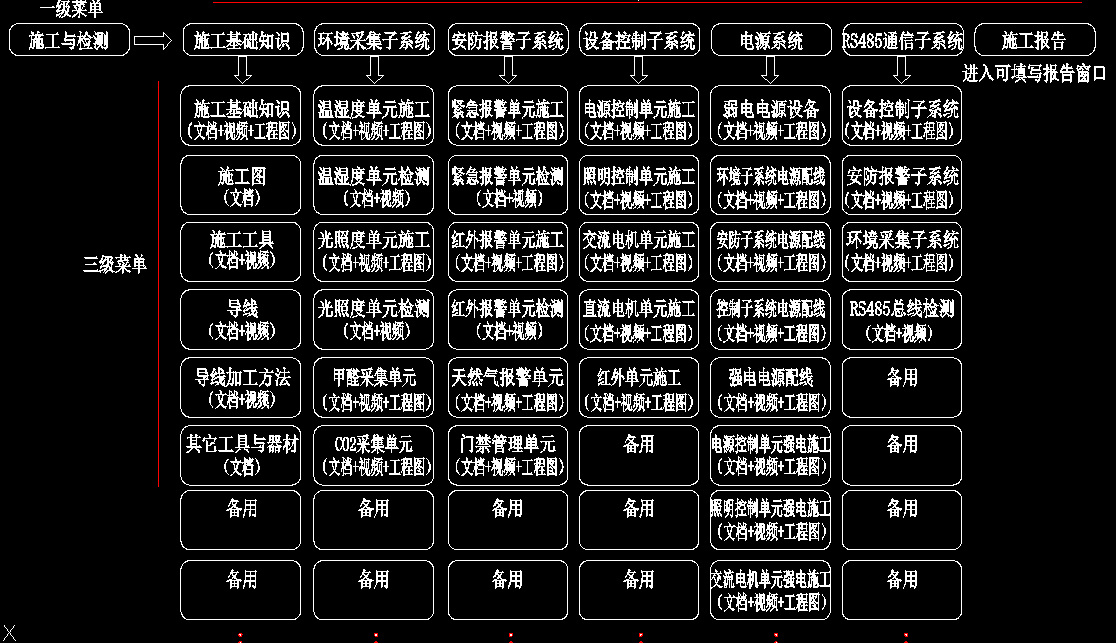 一级菜单
施工与检测
施工基础知识
环境采集子系统
安防报警子系统
设备控制子系统
电源系统
RS485通信子系统
施工报告
进入可填写报告窗口
三级菜单
施工基础知识
(文档+视频+工程图)
温湿度单元施工
(文档+视频+工程图)
紧急报警单元施工
(文档+视频+工程图)
电源控制单元施工
(文档+视频+工程图)
弱电电源设备
(文档+视频+工程图)
设备控制子系统
(文档+视频+工程图)
施工图
(文档)
温湿度单元检测
(文档+视频)
紧急报警单元检测
(文档+视频)
照明控制单元施工
(文档+视频+工程图)
环境子系统电源配线
(文档+视频+工程图)
安防报警子系统
(文档+视频+工程图)
施工工具
(文档+视频)
光照度单元施工
(文档+视频+工程图)
红外报警单元施工
(文档+视频+工程图)
交流电机单元施工
(文档+视频+工程图)
安防子系统电源配线
(文档+视频+工程图)
环境采集子系统
(文档+视频+工程图)
导线
(文档+视频)
光照度单元检测
(文档+视频)
红外报警单元检测
(文档+视频)
直流电机单元施工
(文档+视频+工程图)
控制子系统电源配线
(文档+视频+工程图)
RS485总线检测
(文档+视频)
导线加工方法
(文档+视频)
甲醛采集单元
(文档+视频+工程图)
天然气报警单元
(文档+视频+工程图)
红外单元施工
(文档+视频+工程图)
强电电源配线
(文档+视频+工程图)
备用
其它工具与器材
(文档)
CO2采集单元
(文档+视频+工程图)
门禁管理单元
(文档+视频+工程图)
备用
电源控制单元强电施工
(文档+视频+工程图)
备用
备用
备用
备用
备用
照明控制单元强电施工
(文档+视频+工程图)
备用
备用
备用
备用
备用
交流电机单元强电施工
(文档+视频+工程图)
备用
X